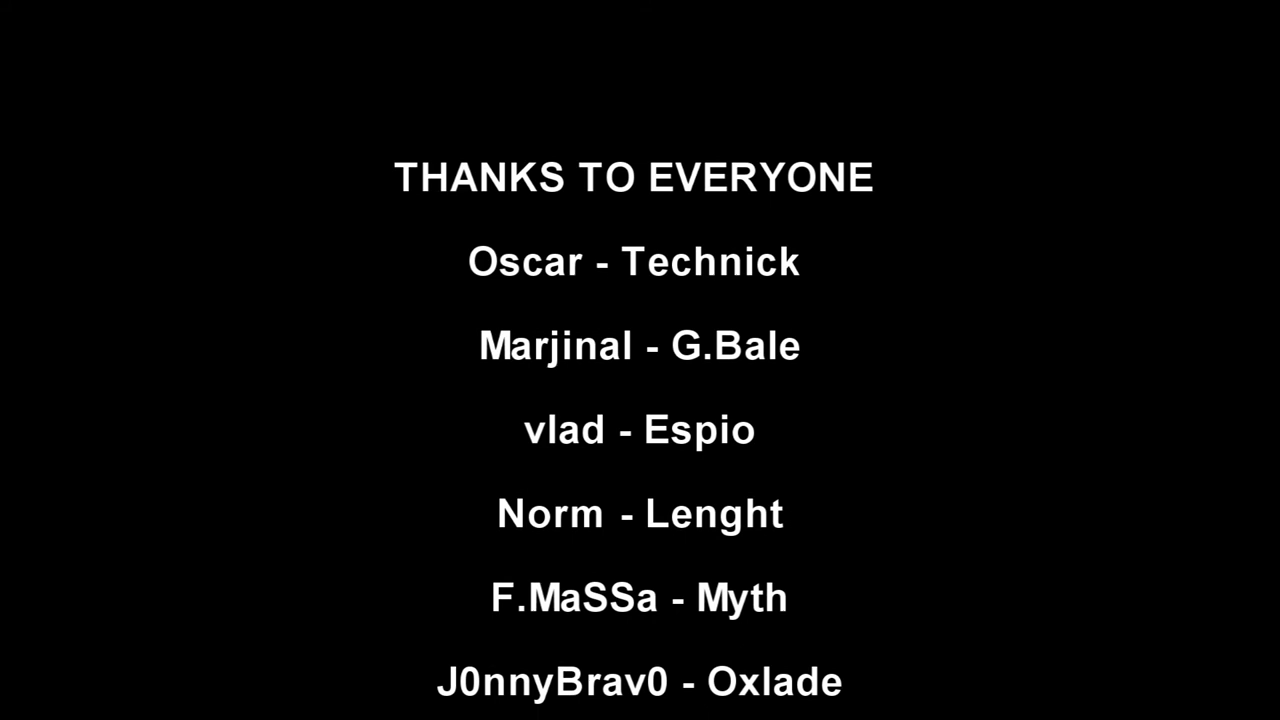 THANKS TO EVERYONE
Oscar - Technick
Marjinal - G.Bale
vlad - Espio
Norm - Lenght
F.MaSSa - Myth
J0nnyBrav0 - Oxlade